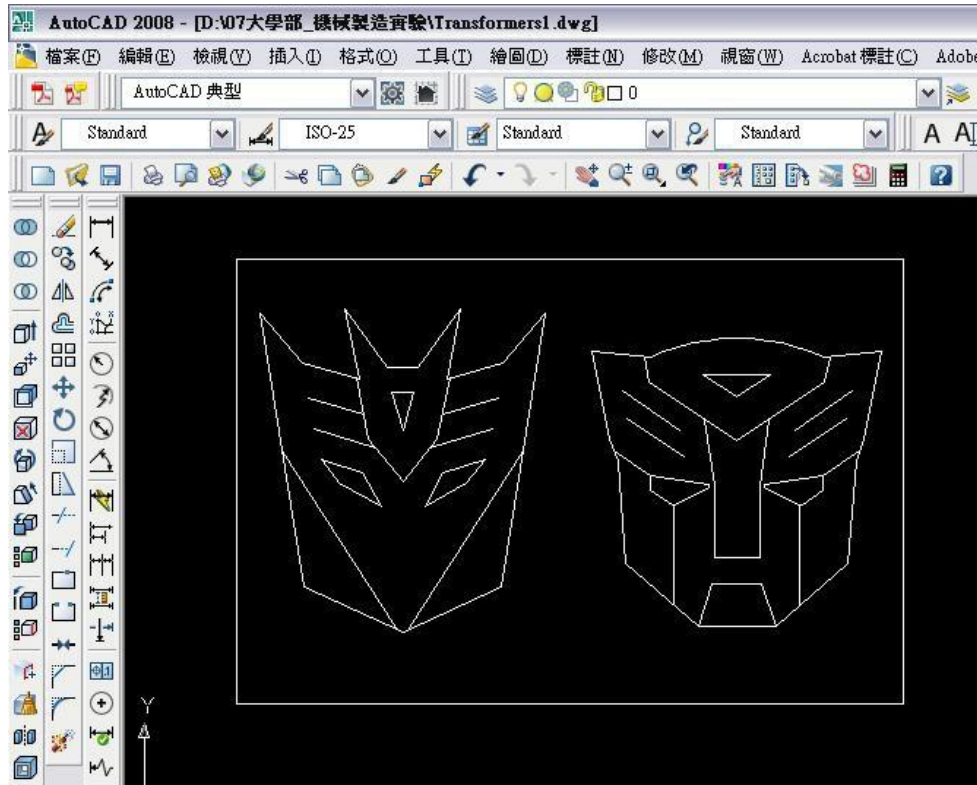 AutoCAD 2008 - [D:\07大學部_機械製造實驗\Transformers1.dwg]
檔案(F) 編輯(E) 檢視(V) 插入(I) 格式(O) 工具(T) 繪圖(D) 標註(N) 修改(M) 視窗(W) Acrobat 標註(C) Adobe
AutoCAD 典型 0
Standard ISO-25 Standard Standard A A
Y